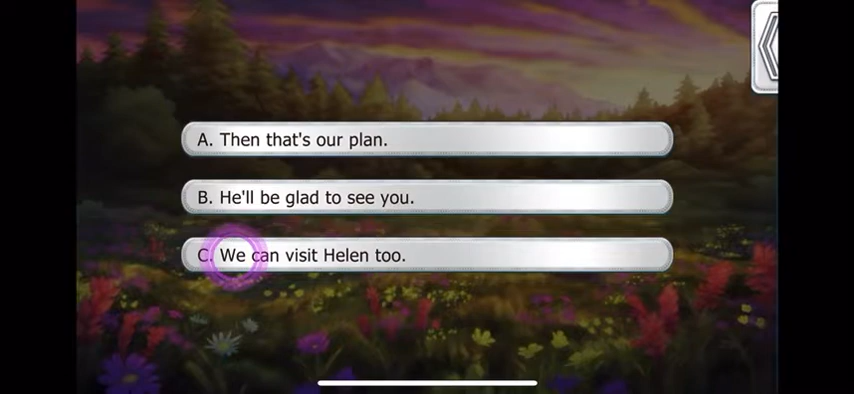 A. Then that's our plan.
B. He'll be glad to see you.
C. We can visit Helen too.